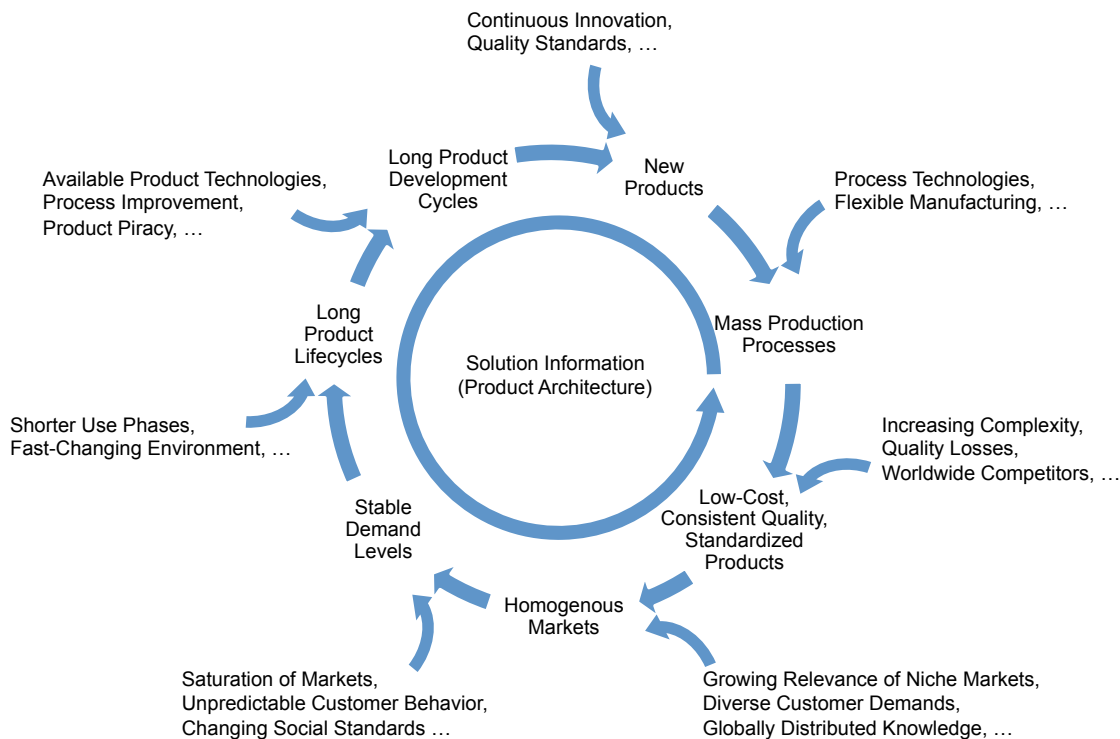 Continuous Innovation,
Quality Standards, …
Long Product
Development
Cycles
New
Products
Available Product Technologies,
Process Improvement,
Product Piracy, …
Process Technologies,
Flexible Manufacturing, …
Long
Product
Lifecycles
Mass Production
Processes
Solution Information
(Product Architecture)
Shorter Use Phases,
Fast-Changing Environment, …
Increasing Complexity,
Quality Losses,
Worldwide Competitors, …
Stable
Demand
Levels
Low-Cost,
Consistent Quality,
Standardized
Products
Homogenous
Markets
Saturation of Markets,
Unpredictable Customer Behavior,
Changing Social Standards …
Growing Relevance of Niche Markets,
Diverse Customer Demands,
Globally Distributed Knowledge, …